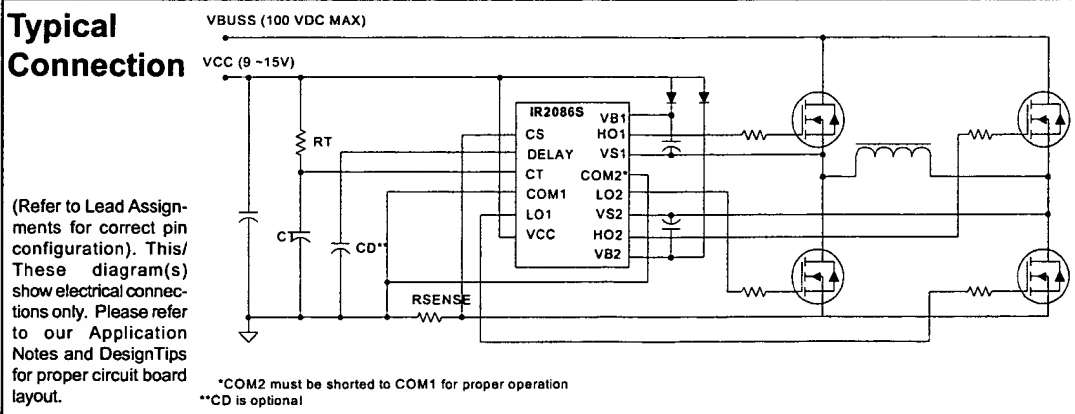 Typical
Connection
VBUSS (100 VDC MAX)
VCC (9 ~15V)
(Refer to Lead Assign-
ments for correct pin
configuration). This/
These diagram(s)
show electrical connec-
tions only. Please refer
to our Application
Notes and DesignTips
for proper circuit board
layout.
RT
CT
CD**
RSENSE
IR2086S
CS
DELAY
CT
COM1
LO1
VCC
VB1
HO1
VS1
COM2*
LO2
VS2
HO2
VB2
*COM2 must be shorted to COM1 for proper operation
**CD is optional